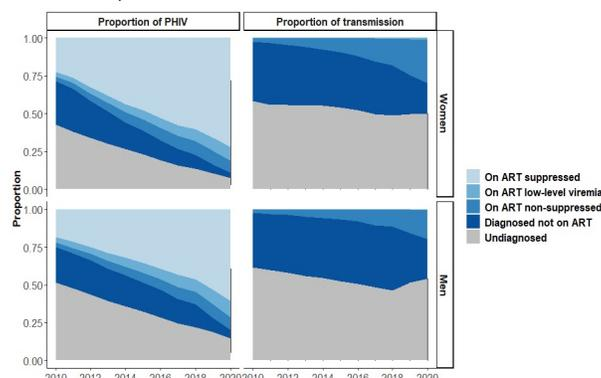 Proportion of PHIV
Proportion of transmission
1.00
0.75
0.50
0.25
0.00
Women
1.00
0.75
0.50
0.25
0.00
Men
Proportion
On ART suppressed
On ART low-level viremia
On ART non-suppressed
Diagnosed not on ART
Undiagnosed
2010 2012 2014 2016 2018 2020 2010 2012 2014 2016 2018 2020